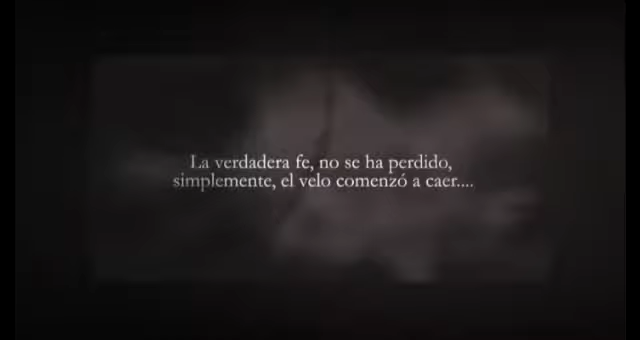 La verdadera fe, no se ha perdido,
simplemente, el velo comenzó a caer....